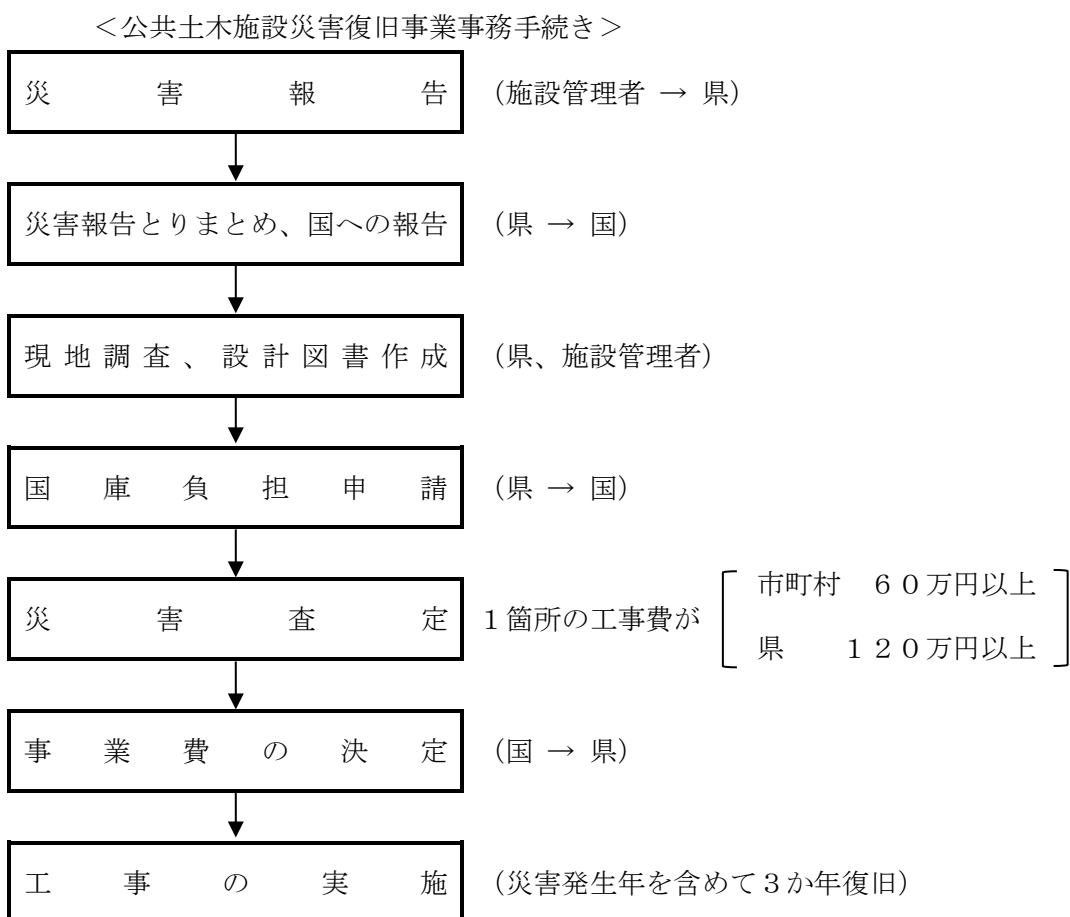 ＜公共土木施設災害復旧事業事務手続き＞
災害報告 （施設管理者 → 県）
災害報告とりまとめ、国への報告 （県 → 国）
現地調査、設計図書作成 （県、施設管理者）
国庫負担申請 （県 → 国）
市町村　６０万円以上
災害査定 １箇所の工事費が
県　　１２０万円以上
事業費の決定 （国 → 県）
工事の実施 （災害発生年を含めて３か年復旧）